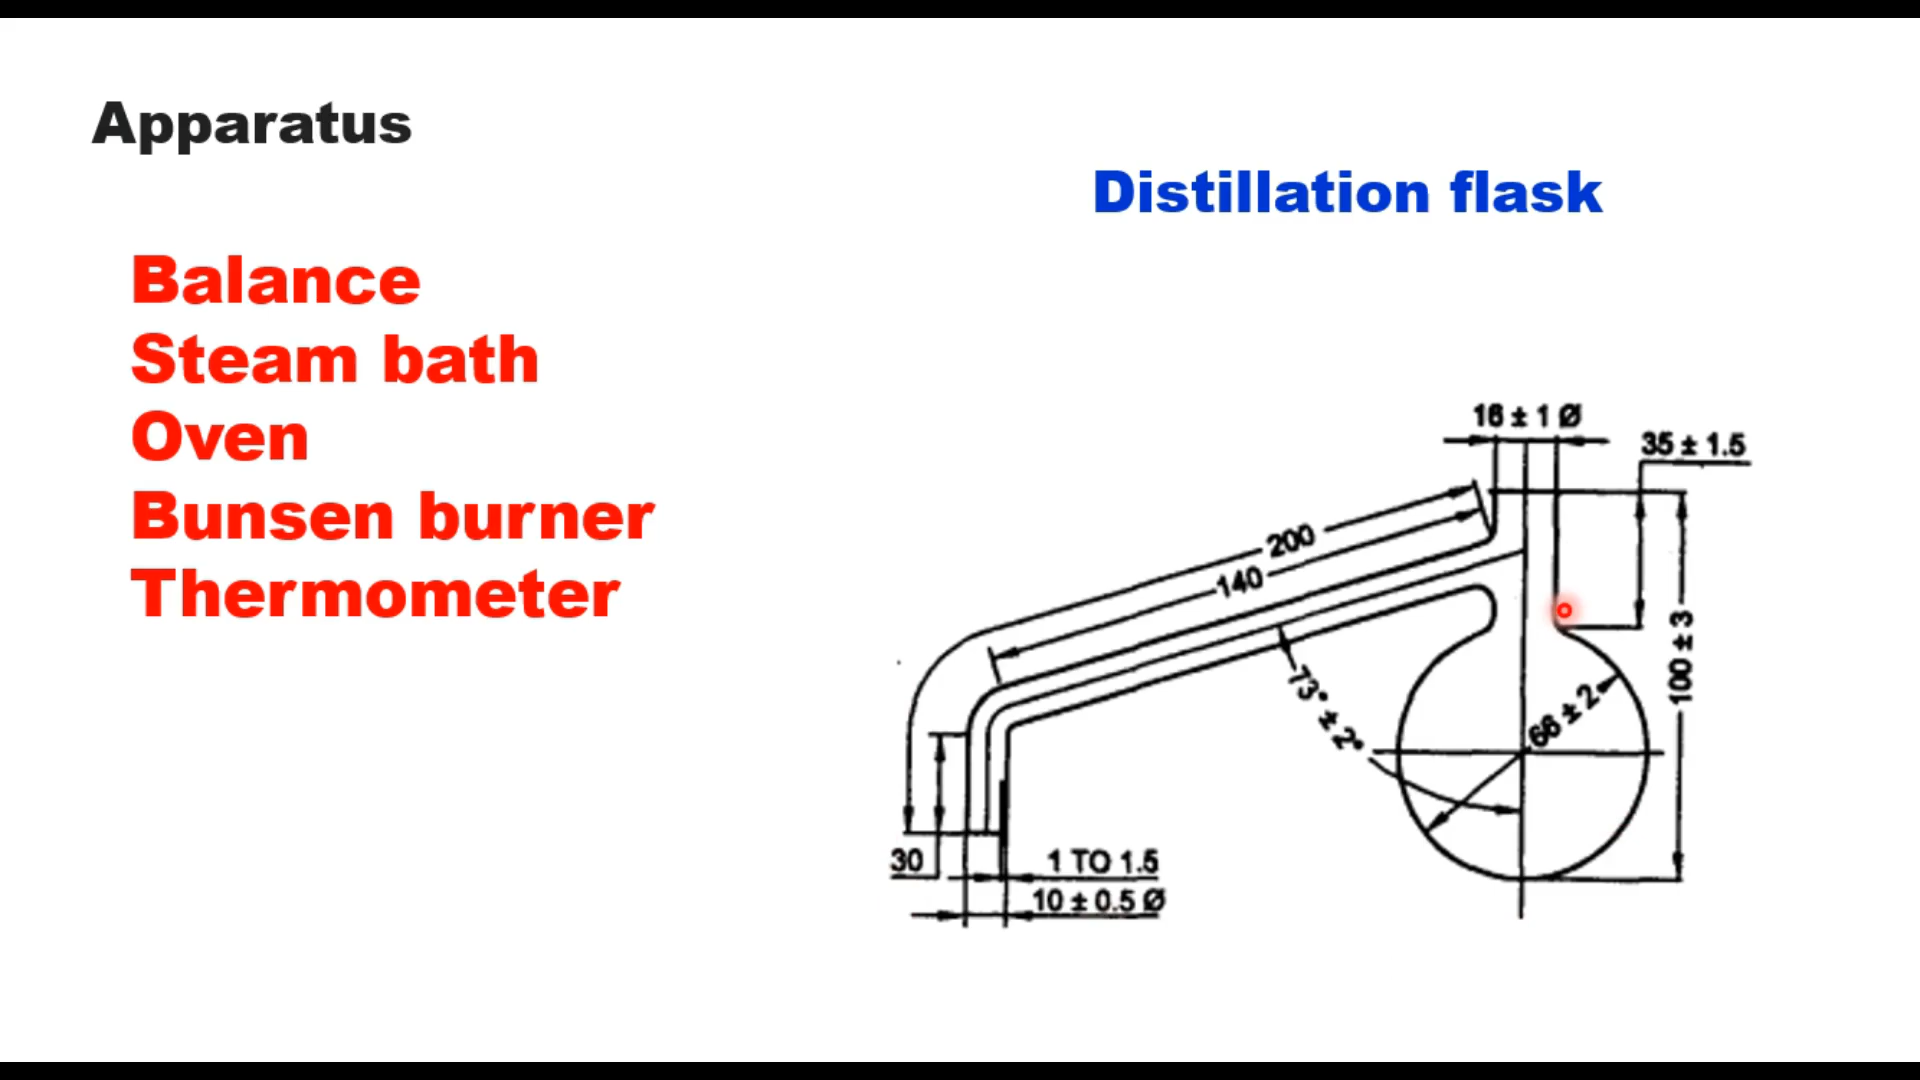 Apparatus
Distillation flask
Balance
Steam bath
Oven
Bunsen burner
Thermometer
16 ± 1 Ø
35 ± 1.5
200
140
100 ± 3
73° ± 2°
66 ± 2
30
1 TO 1.5
10 ± 0.5 Ø